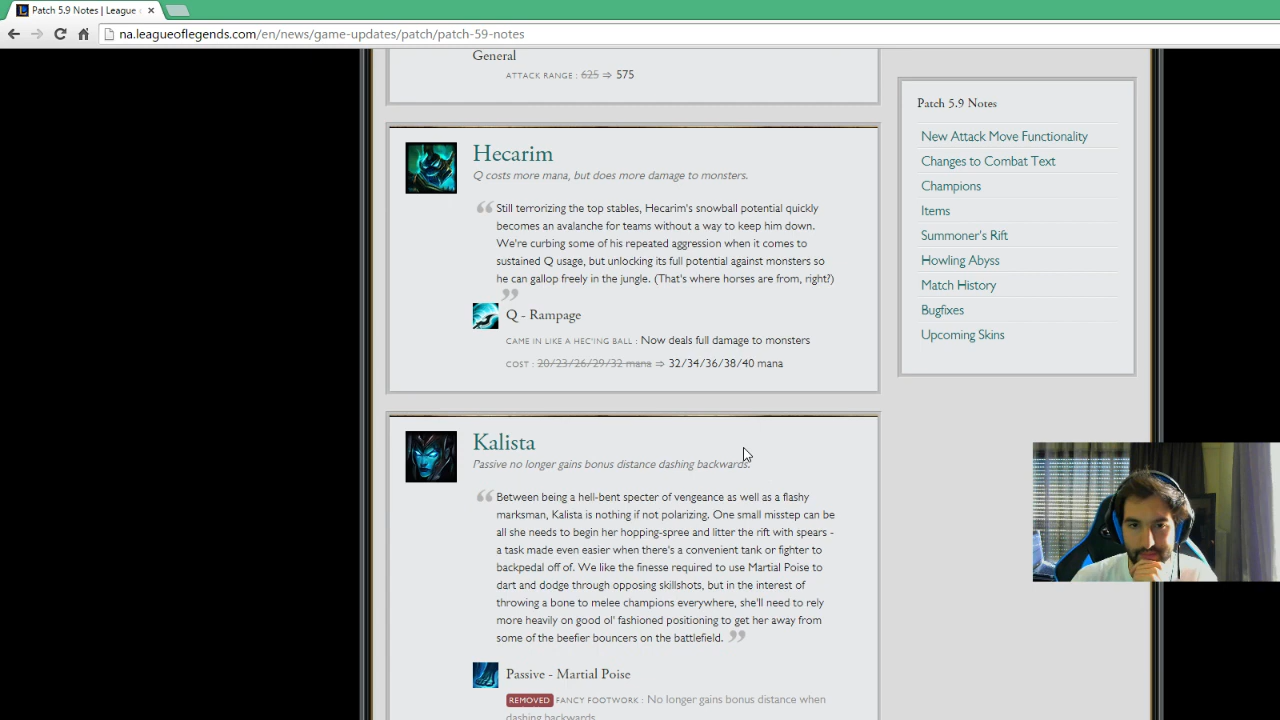 Patch 5.9 Notes | League
na.leagueoflegends.com/en/news/game-updates/patch/patch-59-notes
General
ATTACK RANGE : 625 ⇒ 575
Hecarim
Q costs more mana, but does more damage to monsters.
Still terrorizing the top stables, Hecarim's snowball potential quickly
becomes an avalanche for teams without a way to keep him down.
We're curbing some of his repeated aggression when it comes to
sustained Q usage, but unlocking its full potential against monsters so
he can gallop freely in the jungle. (That's where horses are from, right?)
Q - Rampage
CAME IN LIKE A HEC'ING BALL : Now deals full damage to monsters
COST : 20/23/26/29/32 mana ⇒ 32/34/36/38/40 mana
Kalista
Passive no longer gains bonus distance dashing backwards.
Between being a hell-bent specter of vengeance as well as a flashy
marksman, Kalista is nothing if not polarizing. One small misstep can be
all she needs to begin her hopping-spree and litter the rift with spears -
a task made even easier when there's a convenient tank or fighter to
backpedal off of. We like the finesse required to use Martial Poise to
dart and dodge through opposing skillshots, but in the interest of
throwing a bone to melee champions everywhere, she'll need to rely
more heavily on good ol' fashioned positioning to get her away from
some of the beefier bouncers on the battlefield.
Passive - Martial Poise
REMOVED FANCY FOOTWORK : No longer gains bonus distance when
dashing backwards
Patch 5.9 Notes
New Attack Move Functionality
Changes to Combat Text
Champions
Items
Summoner's Rift
Howling Abyss
Match History
Bugfixes
Upcoming Skins